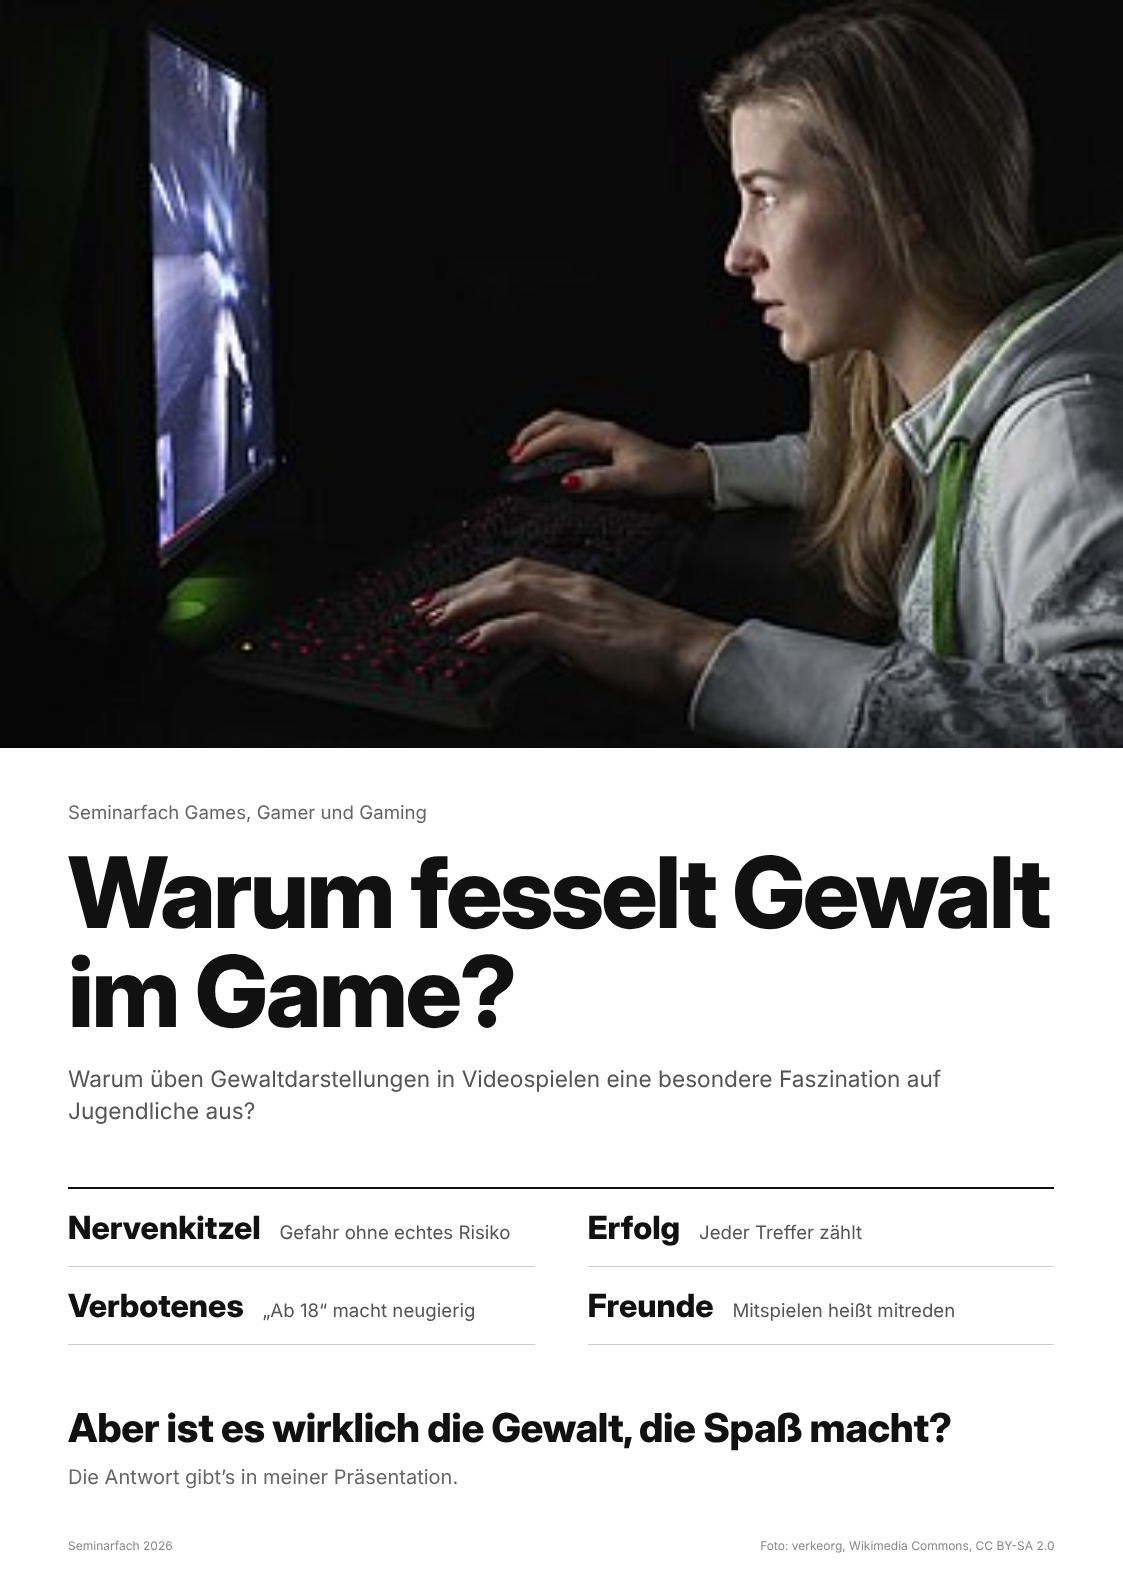 Seminarfach Games, Gamer und Gaming
Warum fesselt Gewalt
im Game?
Warum üben Gewaltdarstellungen in Videospielen eine besondere Faszination auf
Jugendliche aus?
Nervenkitzel Gefahr ohne echtes Risiko
Erfolg Jeder Treffer zählt
Verbotenes „Ab 18“ macht neugierig
Freunde Mitspielen heißt mitreden
Aber ist es wirklich die Gewalt, die Spaß macht?
Die Antwort gibt’s in meiner Präsentation.
Seminarfach 2026
Foto: verkeorg, Wikimedia Commons, CC BY-SA 2.0